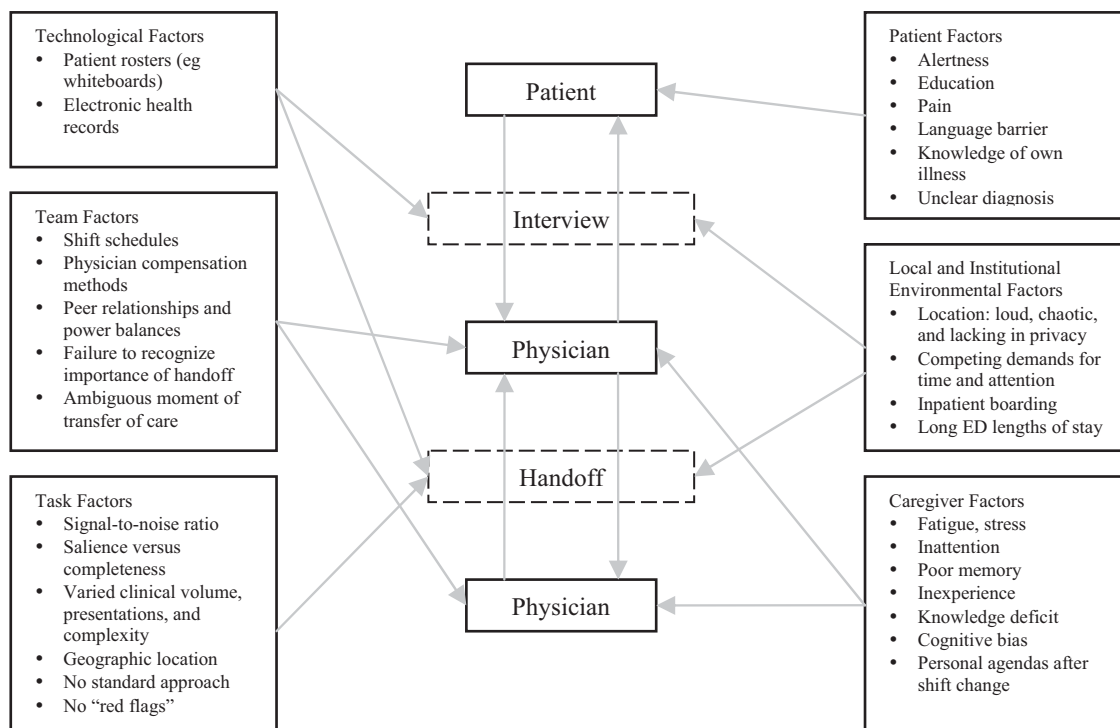 Technological Factors
• Patient rosters (eg
whiteboards)
• Electronic health
records
Team Factors
• Shift schedules
• Physician compensation
methods
• Peer relationships and
power balances
• Failure to recognize
importance of handoff
• Ambiguous moment of
transfer of care
Task Factors
• Signal-to-noise ratio
• Salience versus
completeness
• Varied clinical volume,
presentations, and
complexity
• Geographic location
• No standard approach
• No “red flags”
Patient
Interview
Physician
Handoff
Physician
Patient Factors
• Alertness
• Education
• Pain
• Language barrier
• Knowledge of own
illness
• Unclear diagnosis
Local and Institutional
Environmental Factors
• Location: loud, chaotic,
and lacking in privacy
• Competing demands for
time and attention
• Inpatient boarding
• Long ED lengths of stay
Caregiver Factors
• Fatigue, stress
• Inattention
• Poor memory
• Inexperience
• Knowledge deficit
• Cognitive bias
• Personal agendas after
shift change